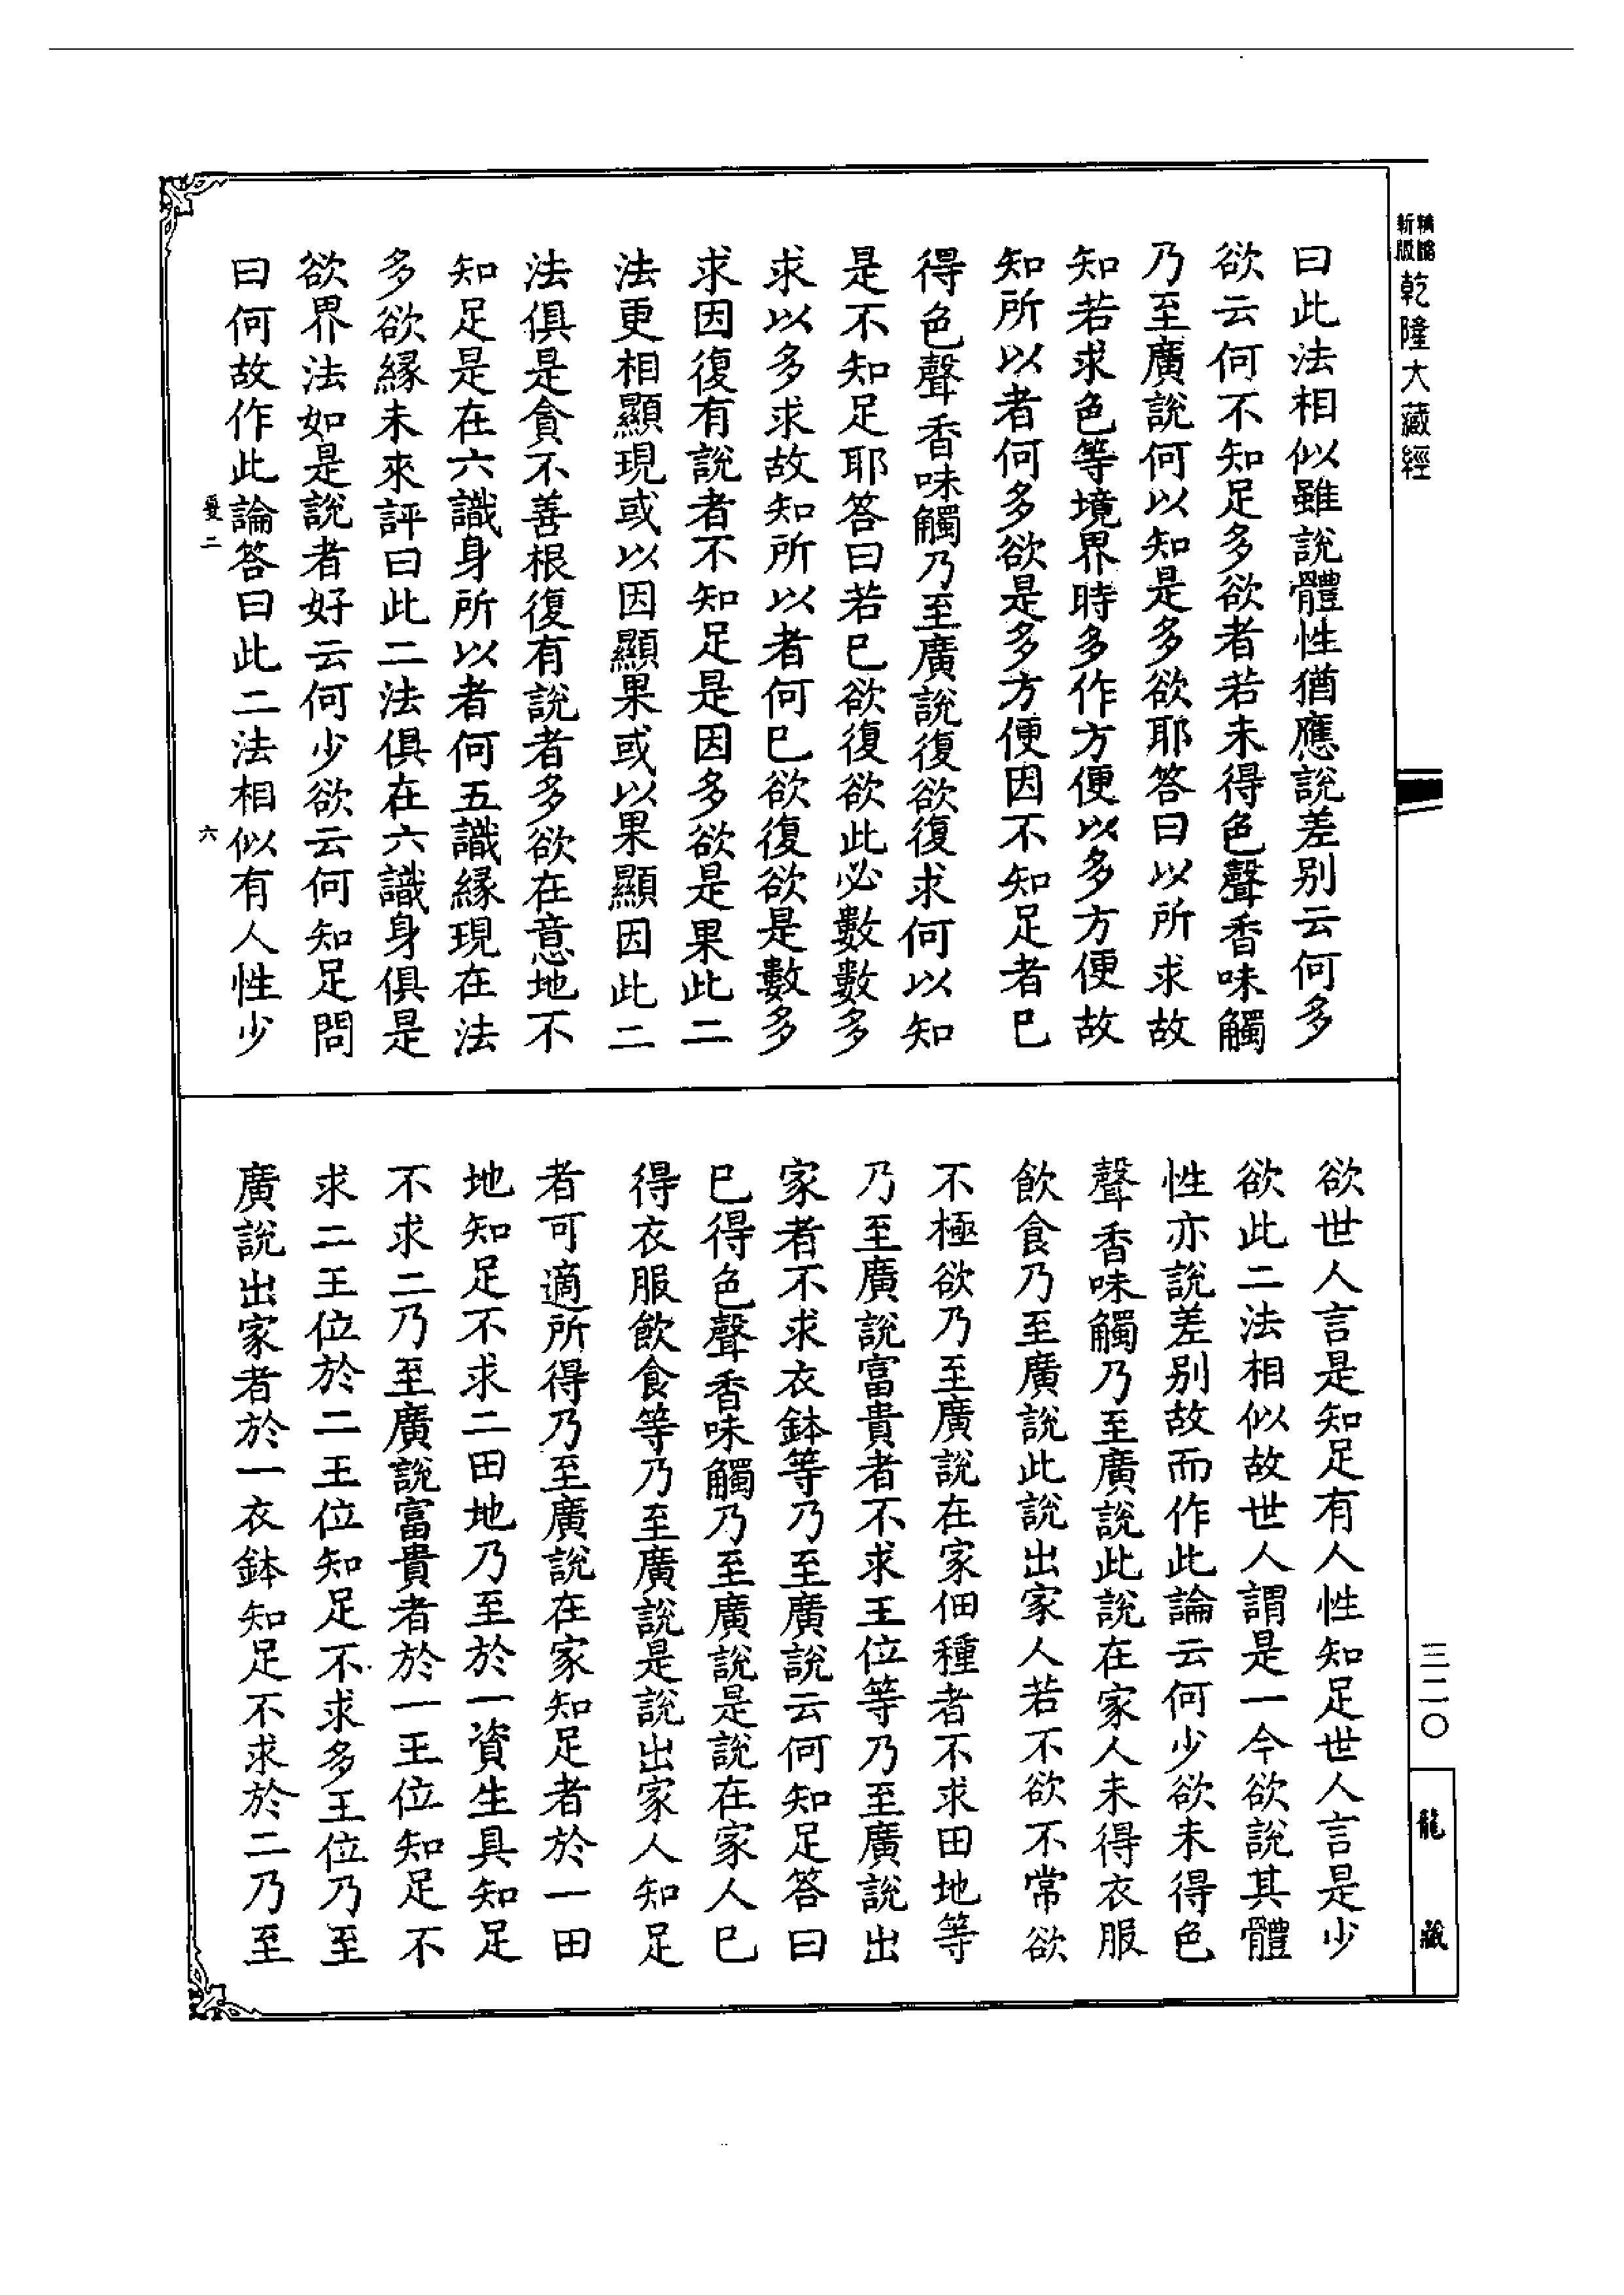 新版
精縮
乾隆大藏經
曰此法相似雖說體性猶應說差别云何多
欲云何不知足多欲者若未得色聲香味觸
乃至廣說何以知是多欲耶答曰以所求故
知若求色等境界時多作方便以多方便故
知所以者何多欲是多方便因不知足者已
得色聲香味觸乃至廣說復欲復求何以知
是不知足耶答曰若已欲復欲此必數數多
求以多求故知所以者何已欲復欲是數多
求因復有說者不知足是因多欲是果此二
法更相顯現或以因顯果或以果顯因此二
法俱是貪不善根復有說者多欲在意地不
知足是在六識身所以者何五識緣現在法
多欲緣未來評曰此二法俱在六識身俱是
欲界法如是說者好云何少欲云何知足問
曰何故作此論答曰此二法相似有人性少
二
六
欲世人言是知足有人性知足世人言是少
欲此二法相似故世人謂是一今欲說其體
性亦說差别故而作此論云何少欲未得色
聲香味觸乃至廣說此說在家人未得衣服
飲食乃至廣說此說出家人若不欲不常欲
不極欲乃至廣說在家佃種者不求田地等
乃至廣說富貴者不求王位等乃至廣說出
家者不求衣鉢等乃至廣說云何知足答曰
已得色聲香味觸乃至廣說是說在家人已
得衣服飲食等乃至廣說是說出家人知足
者可適所得乃至廣說在家知足者於一田
地知足不求二田地乃至於一資生具知足
不求二乃至廣說富貴者於一王位知足不
求二王位於二王位知足不求多王位乃至
廣說出家者於一衣鉢知足不求於二乃至
三二〇
龍藏